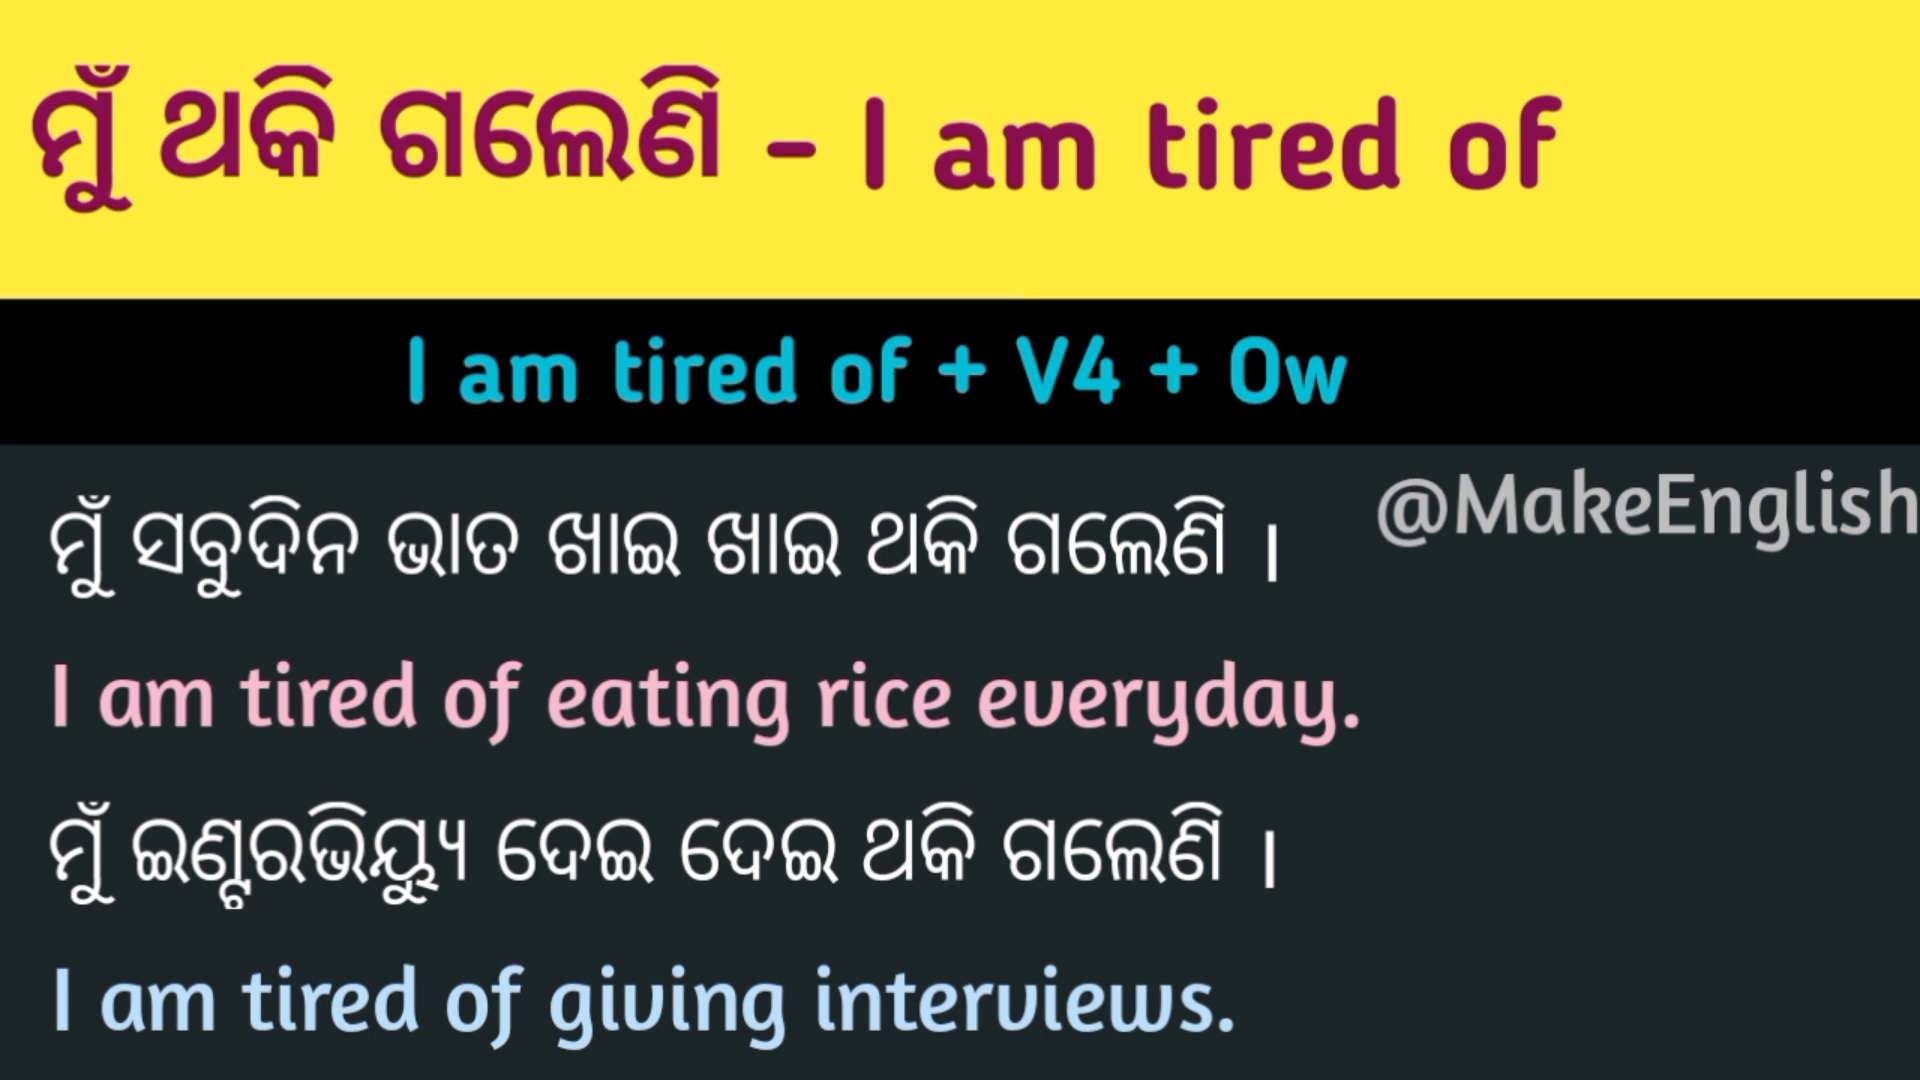 ମୁଁ ଥକି ଗଲେଣି - I am tired of
I am tired of + V4 + Ow
@MakeEnglish
ମୁଁ ସବୁଦିନ ଭାତ ଖାଇ ଖାଇ ଥକି ଗଲେଣି ।
I am tired of eating rice everyday.
ମୁଁ ଇଣ୍ଟରଭିୟୁ ଦେଇ ଦେଇ ଥକି ଗଲେଣି ।
I am tired of giving interviews.